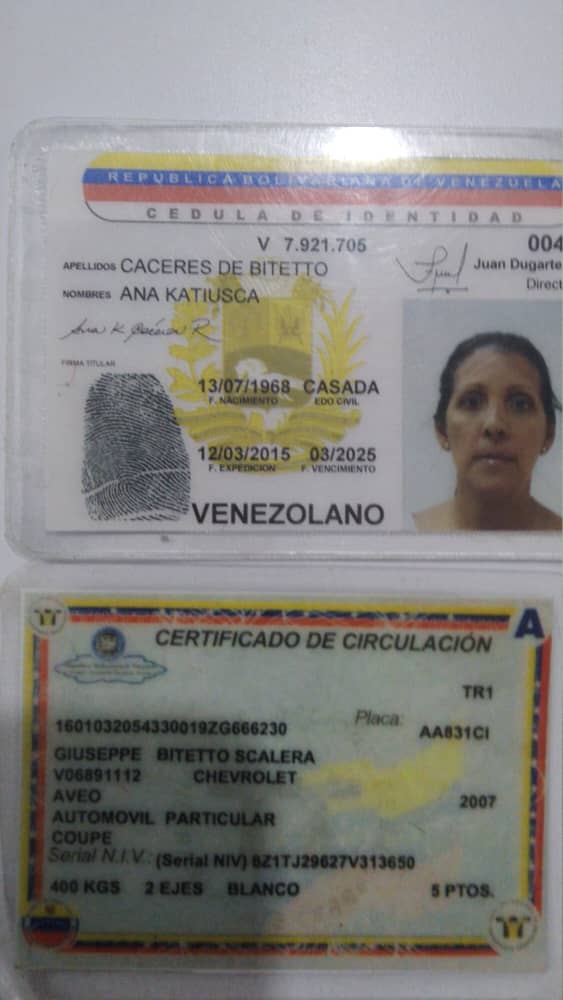 REPUBLICA BOLIVARIANA DE VENEZUELA
CEDULA DE IDENTIDAD
V 7.921.705
004
APELLIDOS CACERES DE BITETTO
Juan Dugarte
Direct
NOMBRES ANA KATIUSCA
Ana K Cáceres R
FIRMA TITULAR
13/07/1968 CASADA
F. NACIMIENTO EDO CIVIL
12/03/2015 03/2025
F. EXPEDICION F. VENCIMIENTO
VENEZOLANO
A
CERTIFICADO DE CIRCULACIÓN
TR1
1601032054330019ZG666230 Placa: AA831CI
GIUSEPPE BITETTO SCALERA
V06891112 CHEVROLET
AVEO 2007
AUTOMOVIL PARTICULAR
COUPE
Serial N.I.V.: (Serial NIV) 8Z1TJ29627V313650
400 KGS 2 EJES BLANCO 5 PTOS.